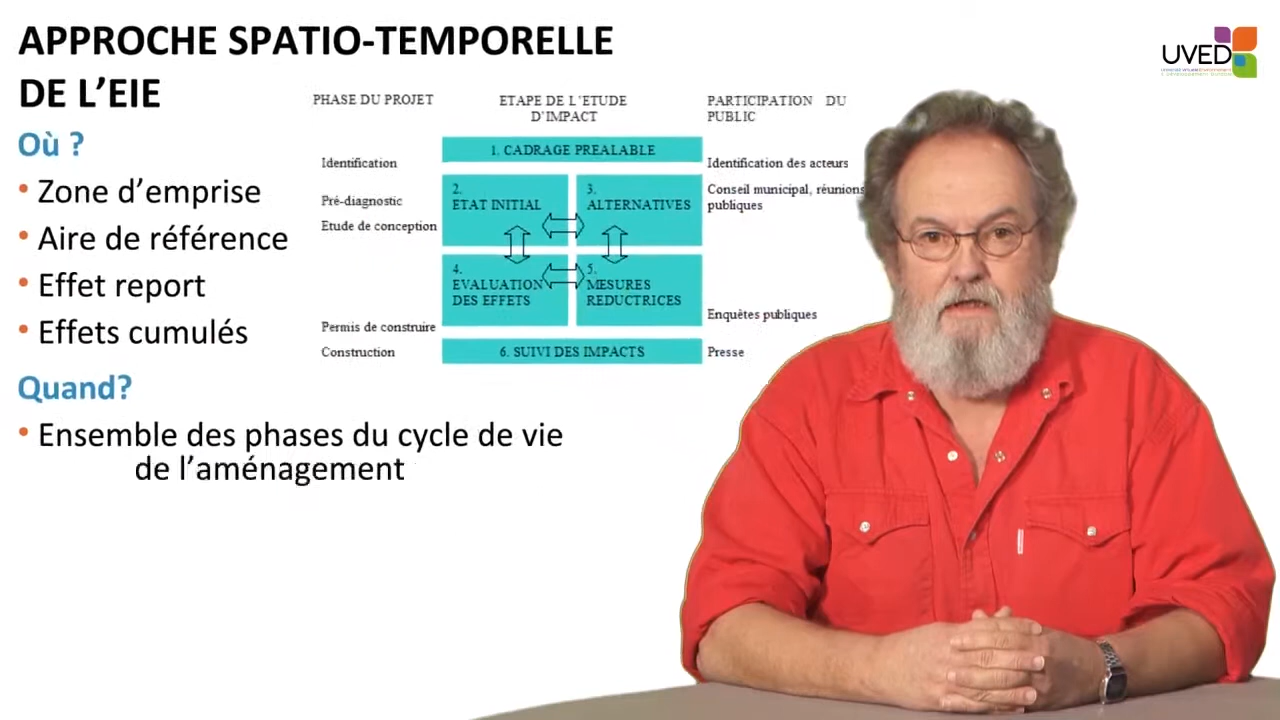 APPROCHE SPATIO-TEMPORELLE
DE L’EIE
UVED
Où ?
• Zone d’emprise
• Aire de référence
• Effet report
• Effets cumulés
Quand?
• Ensemble des phases du cycle de vie
de l’aménagement
PHASE DU PROJET
ETAPE DE L’ETUDE
D’IMPACT
PARTICIPATION DU
PUBLIC
1. CADRAGE PREALABLE
Identification
Identification des acteurs
2.
ETAT INITIAL
3.
ALTERNATIVES
Pré-diagnostic
Etude de conception
Conseil municipal, réunions
publiques
4.
EVALUATION
DES EFFETS
5.
MESURES
REDUCTRICES
Enquêtes publiques
Permis de construire
Construction
6. SUIVI DES IMPACTS
Presse